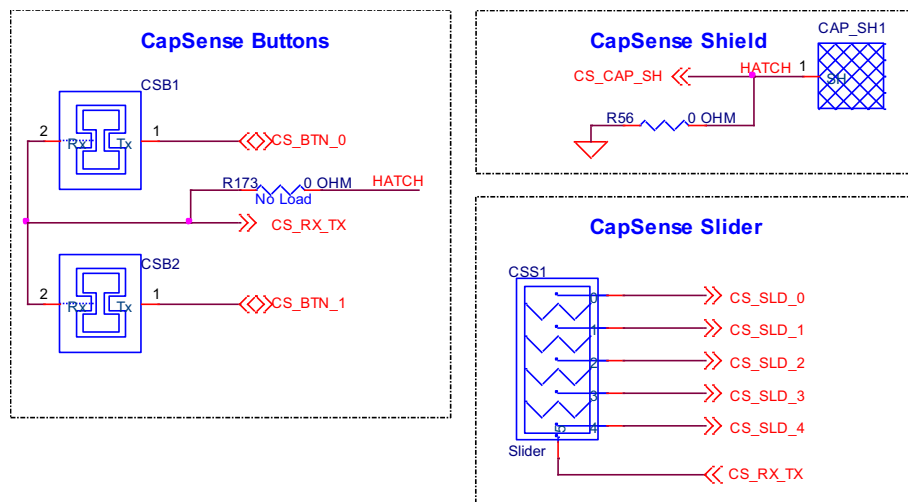 CapSense Buttons
CSB1
2 Rx Tx 1 CS_BTN_0
R173 0 OHM HATCH
No Load
CS_RX_TX
CSB2
2 Rx Tx 1 CS_BTN_1
CapSense Shield
CAP_SH1
CS_CAP_SH HATCH 1 SH
R56 0 OHM
CapSense Slider
CSS1
0 CS_SLD_0
1 CS_SLD_1
2 CS_SLD_2
3 CS_SLD_3
4 CS_SLD_4
Slider CS_RX_TX